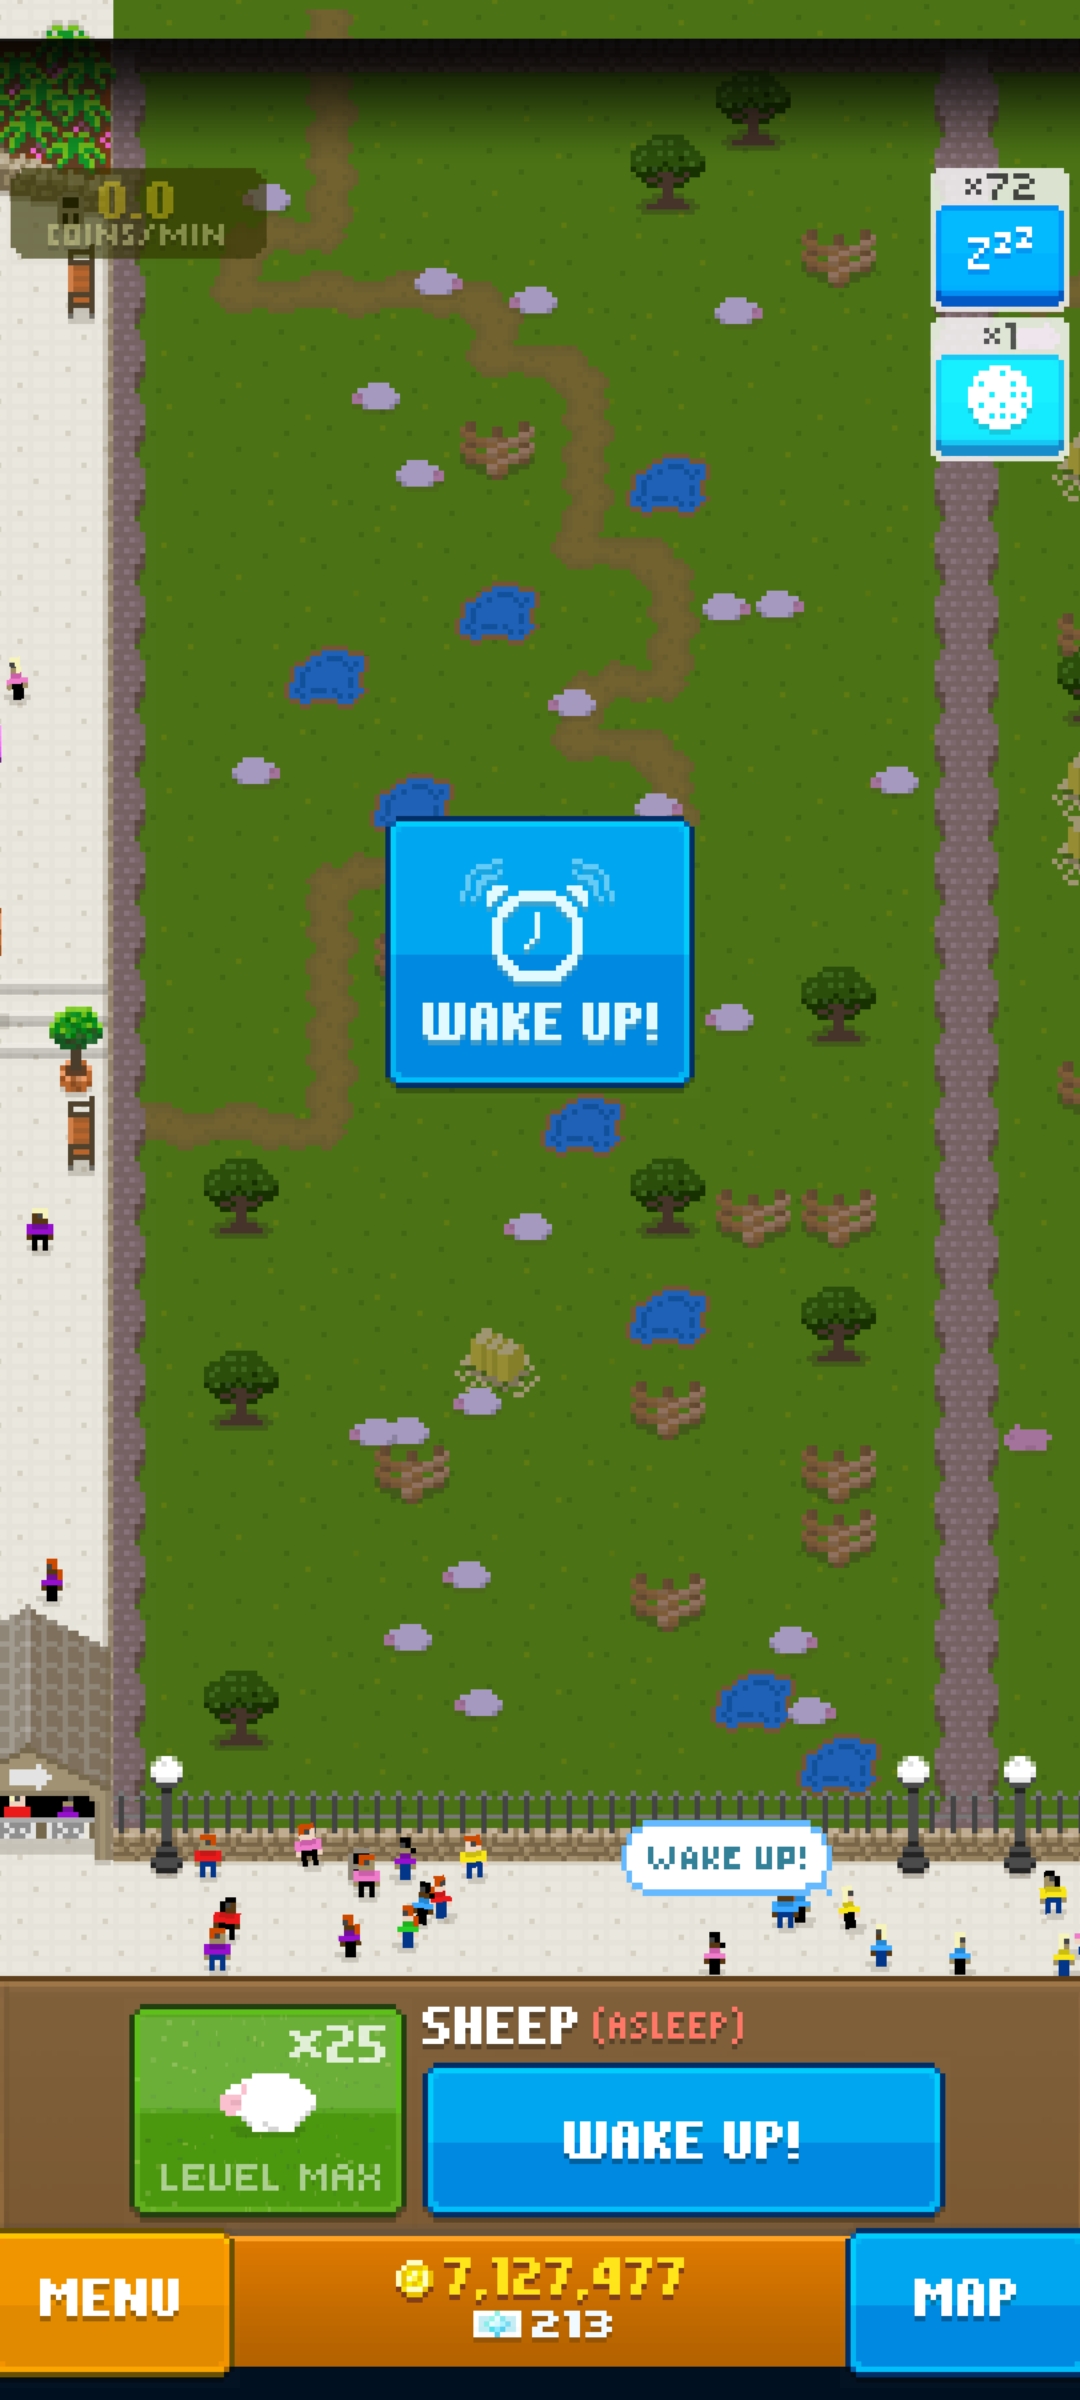 0.0
COINS/MIN
x72
zzz
x1
WAKE UP!
WAKE UP!
x25
LEVEL MAX
SHEEP (ASLEEP)
WAKE UP!
MENU
7,127,477
213
MAP